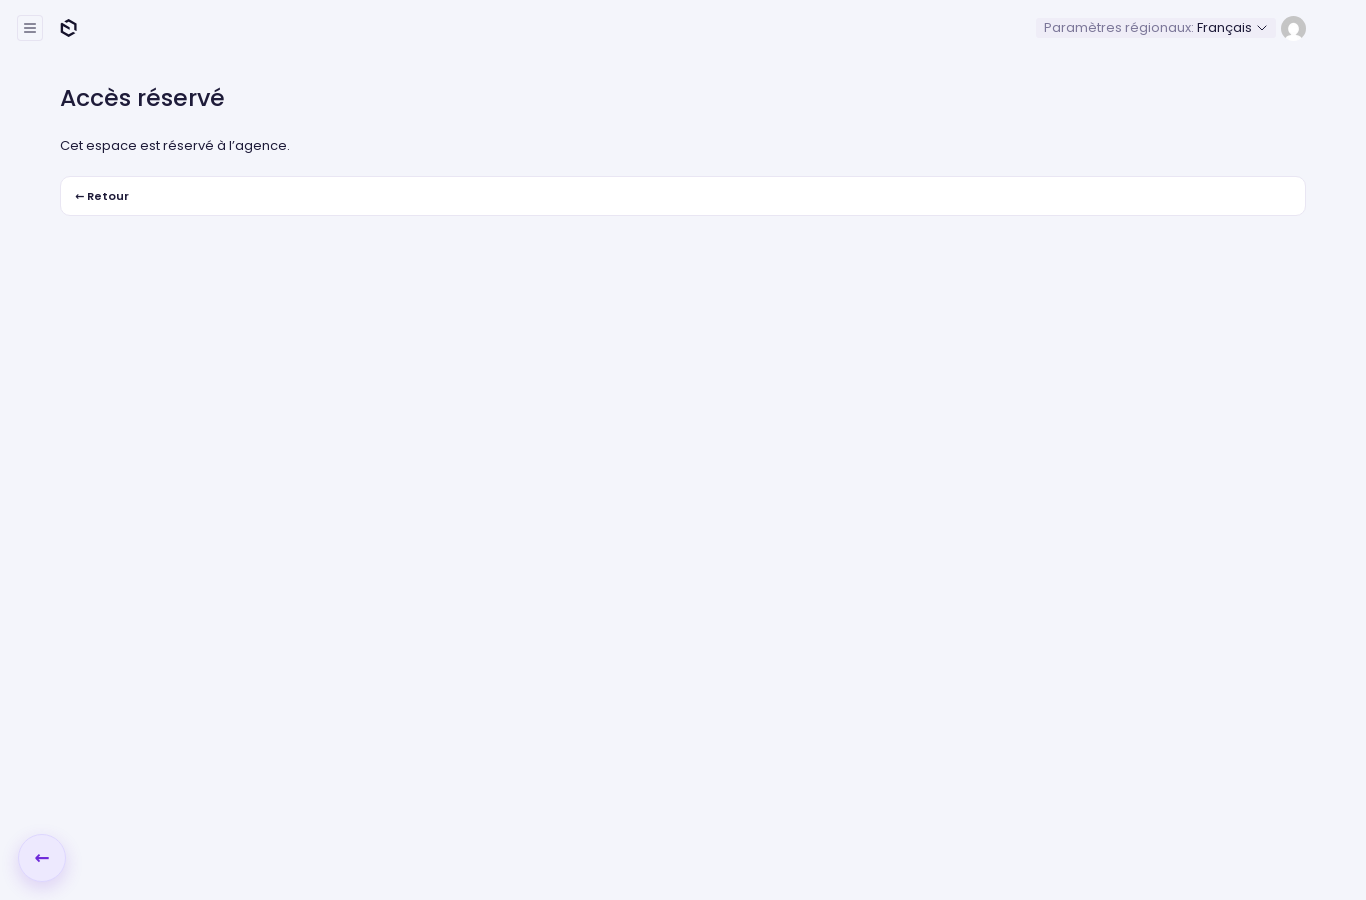 Paramètres régionaux: Français
Accès réservé
Cet espace est réservé à l’agence.
← Retour
←